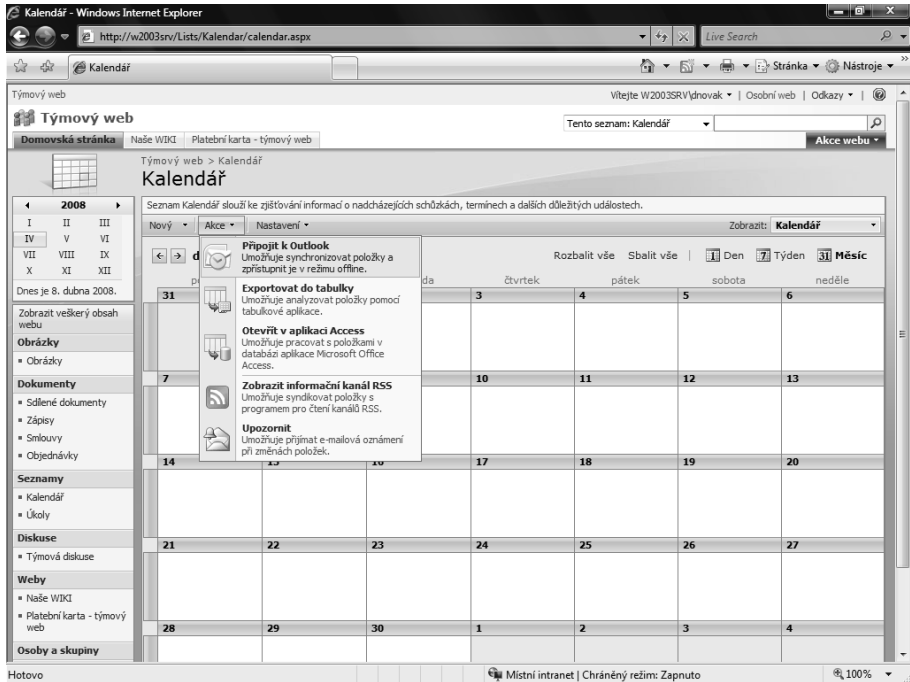 Kalendář - Windows Internet Explorer
http://w2003srv/Lists/Kalendar/calendar.aspx
Live Search
Kalendář
Stránka
Nástroje
Týmový web
Vítejte W2003SRV\dnovak | Osobní web | Odkazy
Týmový web
Tento seznam: Kalendář
Domovská stránka
Naše WIKI
Platební karta - týmový web
Akce webu
Týmový web > Kalendář
Kalendář
2008
I II III
IV V VI
VII VIII IX
X XI XII
Dnes je 8. dubna 2008.
Zobrazit veškerý obsah
webu
Obrázky
Obrázky
Dokumenty
Sdílené dokumenty
Zápisy
Smlouvy
Objednávky
Seznamy
Kalendář
Úkoly
Diskuse
Týmová diskuse
Weby
Naše WIKI
Platební karta - týmový
web
Osoby a skupiny
Seznam Kalendář slouží ke zjišťování informací o nadcházejících schůzkách, termínech a dalších důležitých událostech.
Nový Akce Nastavení
Zobrazit: Kalendář
Připojit k Outlook
Umožňuje synchronizovat položky a
zpřístupnit je v režimu offline.
Exportovat do tabulky
Umožňuje analyzovat položky pomocí
tabulkové aplikace.
Otevřít v aplikaci Access
Umožňuje pracovat s položkami v
databázi aplikace Microsoft Office
Access.
Zobrazit informační kanál RSS
Umožňuje syndikovat položky s
programem pro čtení kanálů RSS.
Upozornit
Umožňuje přijímat e-mailová oznámení
při změnách položek.
Rozbalit vše Sbalit vše | 1 Den 7 Týden 31 Měsíc
čtvrtek pátek sobota neděle
31 3 4 5 6
7 10 11 12 13
14 15 16 17 18 19 20
21 22 23 24 25 26 27
28 29 30 1 2 3 4
Hotovo
Místní intranet | Chráněný režim: Zapnuto
100%